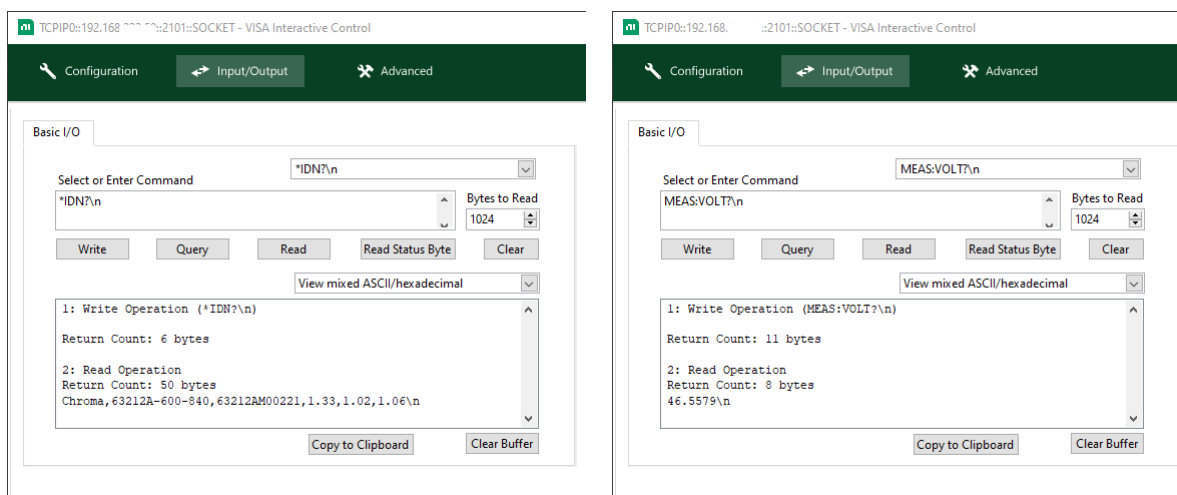 TCPIP0::192.168 ::2101::SOCKET - VISA Interactive Control
Configuration
Input/Output
Advanced
Basic I/O
*IDN?\n
Select or Enter Command
*IDN?\n
Bytes to Read
1024
Write
Query
Read
Read Status Byte
Clear
View mixed ASCII/hexadecimal
1: Write Operation (*IDN?\n)
Return Count: 6 bytes
2: Read Operation
Return Count: 50 bytes
Chroma,63212A-600-840,63212AM00221,1.33,1.02,1.06\n
Copy to Clipboard
Clear Buffer
TCPIP0::192.168. ::2101::SOCKET - VISA Interactive Control
Configuration
Input/Output
Advanced
Basic I/O
MEAS:VOLT?\n
Select or Enter Command
MEAS:VOLT?\n
Bytes to Read
1024
Write
Query
Read
Read Status Byte
Clear
View mixed ASCII/hexadecimal
1: Write Operation (MEAS:VOLT?\n)
Return Count: 11 bytes
2: Read Operation
Return Count: 8 bytes
46.5579\n
Copy to Clipboard
Clear Buffer